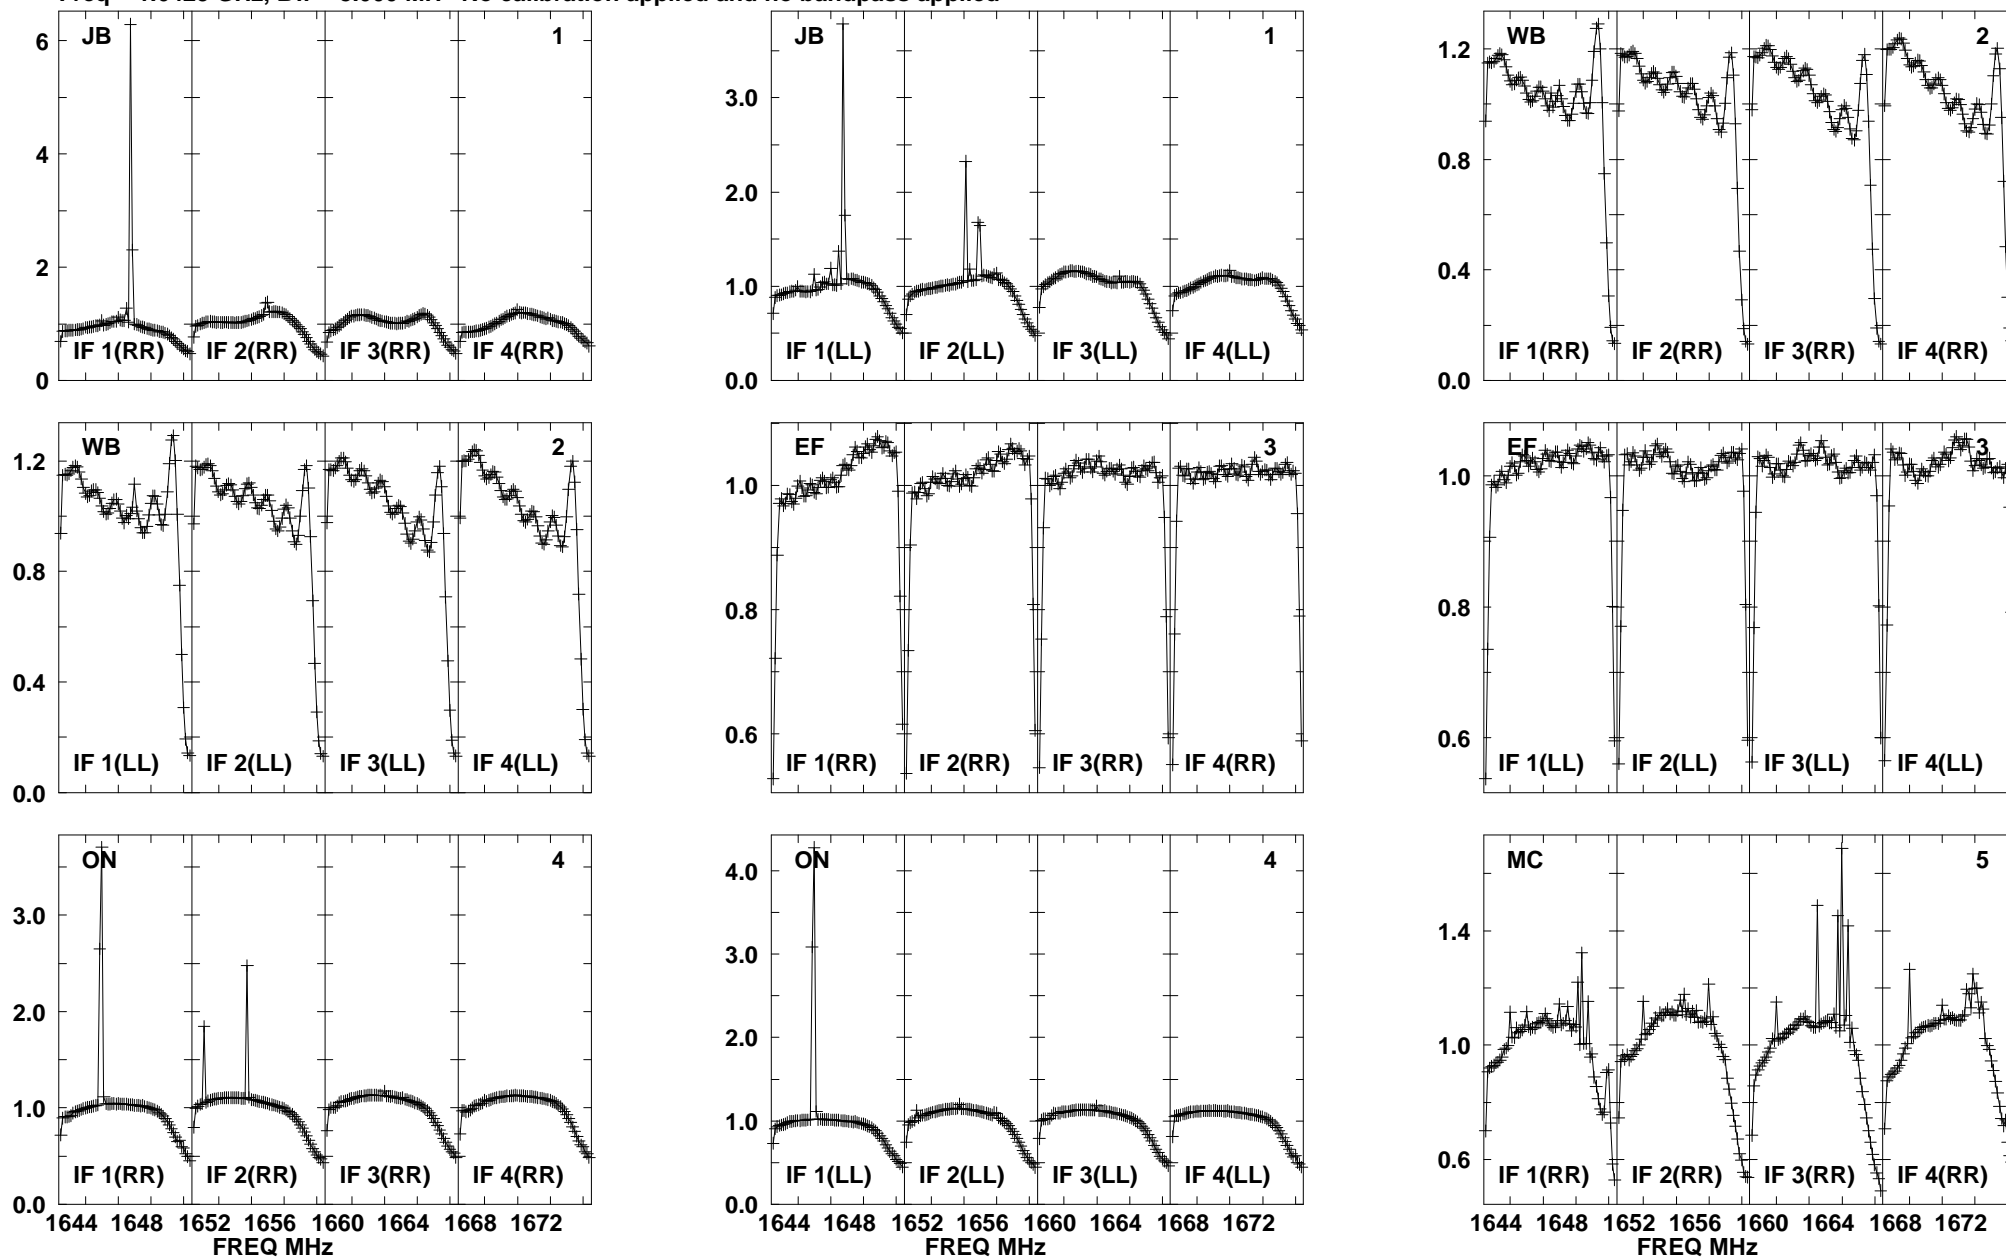 JB 1
6
4
2
0
IF 1(RR) IF 2(RR) IF 3(RR) IF 4(RR)
JB 1
3.0
2.0
1.0
0.0
IF 1(LL) IF 2(LL) IF 3(LL) IF 4(LL)
WB 2
1.2
0.8
0.4
0.0
IF 1(RR) IF 2(RR) IF 3(RR) IF 4(RR)
WB 2
1.2
0.8
0.4
0.0
IF 1(LL) IF 2(LL) IF 3(LL) IF 4(LL)
EF 3
1.0
0.8
0.6
IF 1(RR) IF 2(RR) IF 3(RR) IF 4(RR)
EF 3
1.0
0.8
0.6
IF 1(LL) IF 2(LL) IF 3(LL) IF 4(LL)
ON 4
3.0
2.0
1.0
0.0
IF 1(RR) IF 2(RR) IF 3(RR) IF 4(RR)
1644 1648 1652 1656 1660 1664 1668 1672
FREQ MHz
ON 4
4.0
3.0
2.0
1.0
0.0
IF 1(LL) IF 2(LL) IF 3(LL) IF 4(LL)
1644 1648 1652 1656 1660 1664 1668 1672
FREQ MHz
MC 5
1.4
1.0
0.6
IF 1(RR) IF 2(RR) IF 3(RR) IF 4(RR)
1644 1648 1652 1656 1660 1664 1668 1672
FREQ MHz